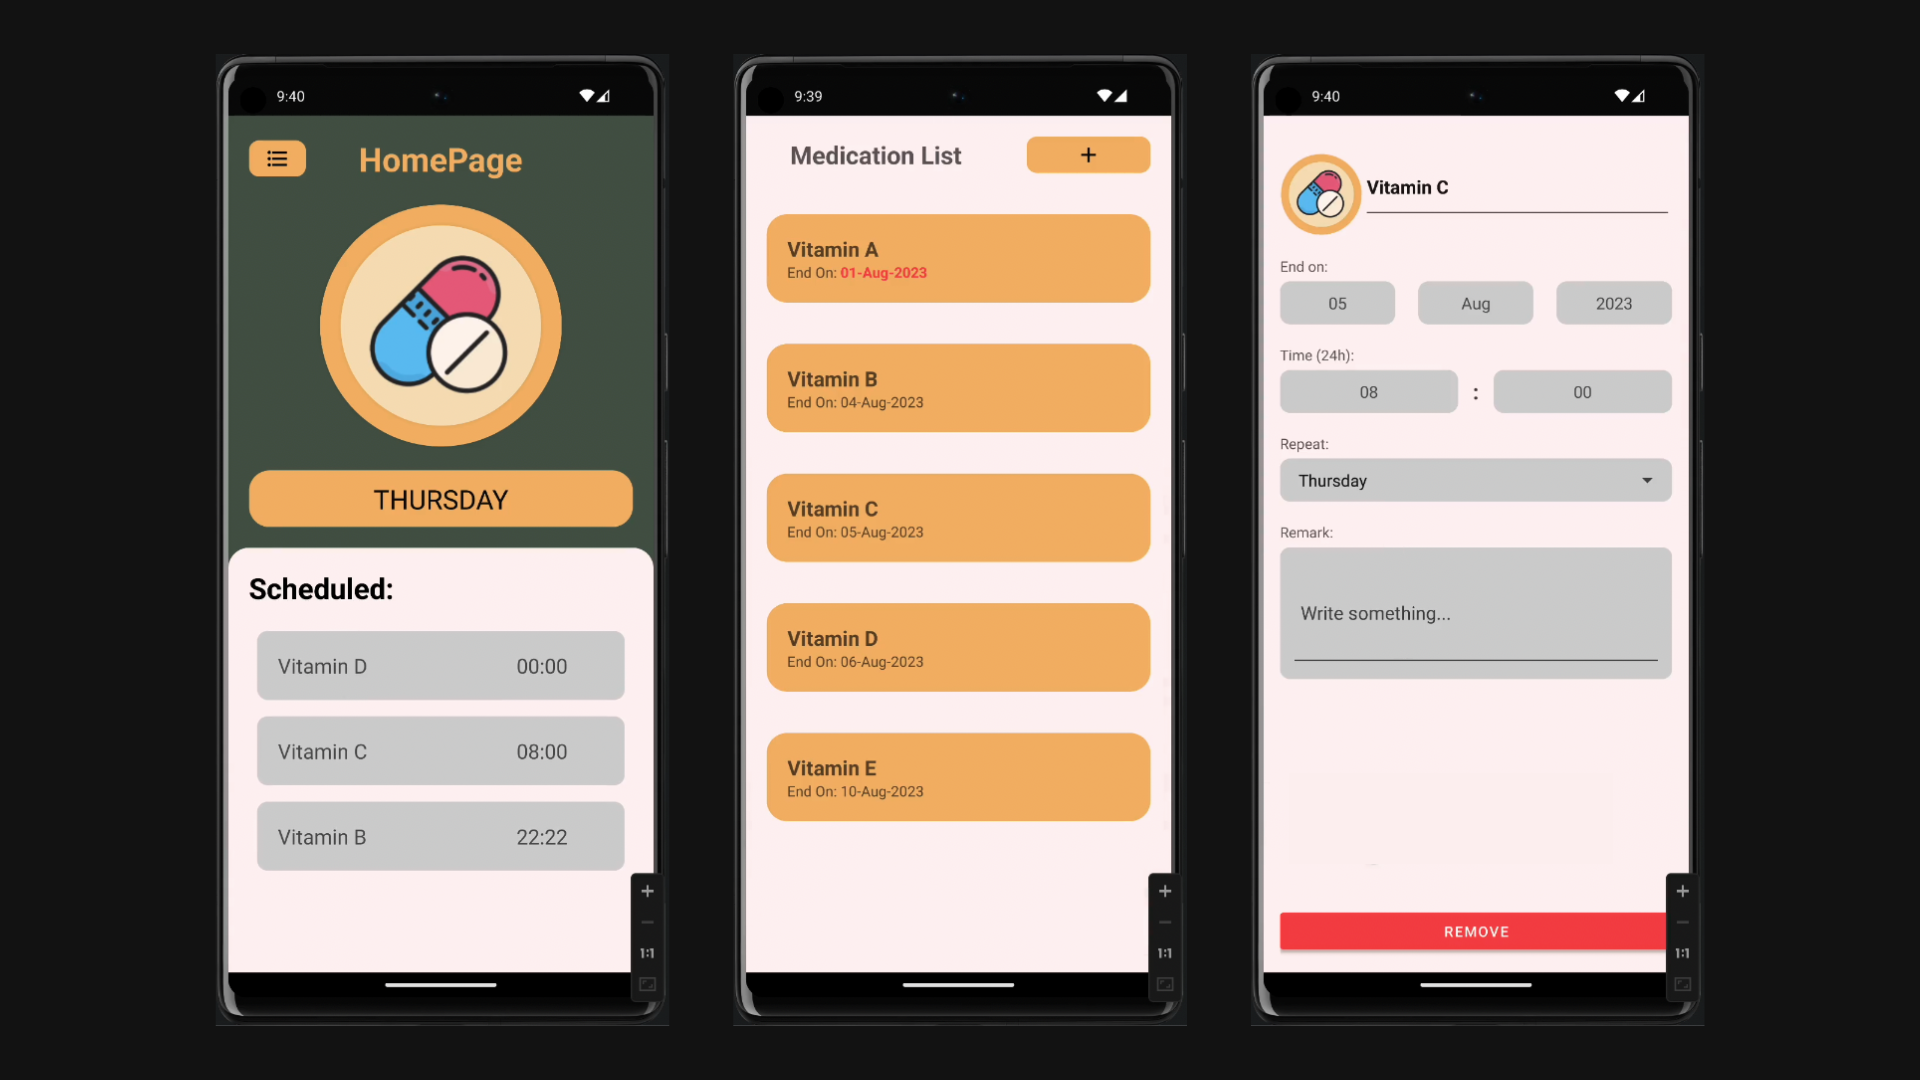 9:40
HomePage
THURSDAY
Scheduled:
Vitamin D 00:00
Vitamin C 08:00
Vitamin B 22:22
1:1
9:39
Medication List +
Vitamin A
End On: 01-Aug-2023
Vitamin B
End On: 04-Aug-2023
Vitamin C
End On: 05-Aug-2023
Vitamin D
End On: 06-Aug-2023
Vitamin E
End On: 10-Aug-2023
1:1
9:40
Vitamin C
End on:
05 Aug 2023
Time (24h):
08 : 00
Repeat:
Thursday
Remark:
Write something...
REMOVE
1:1